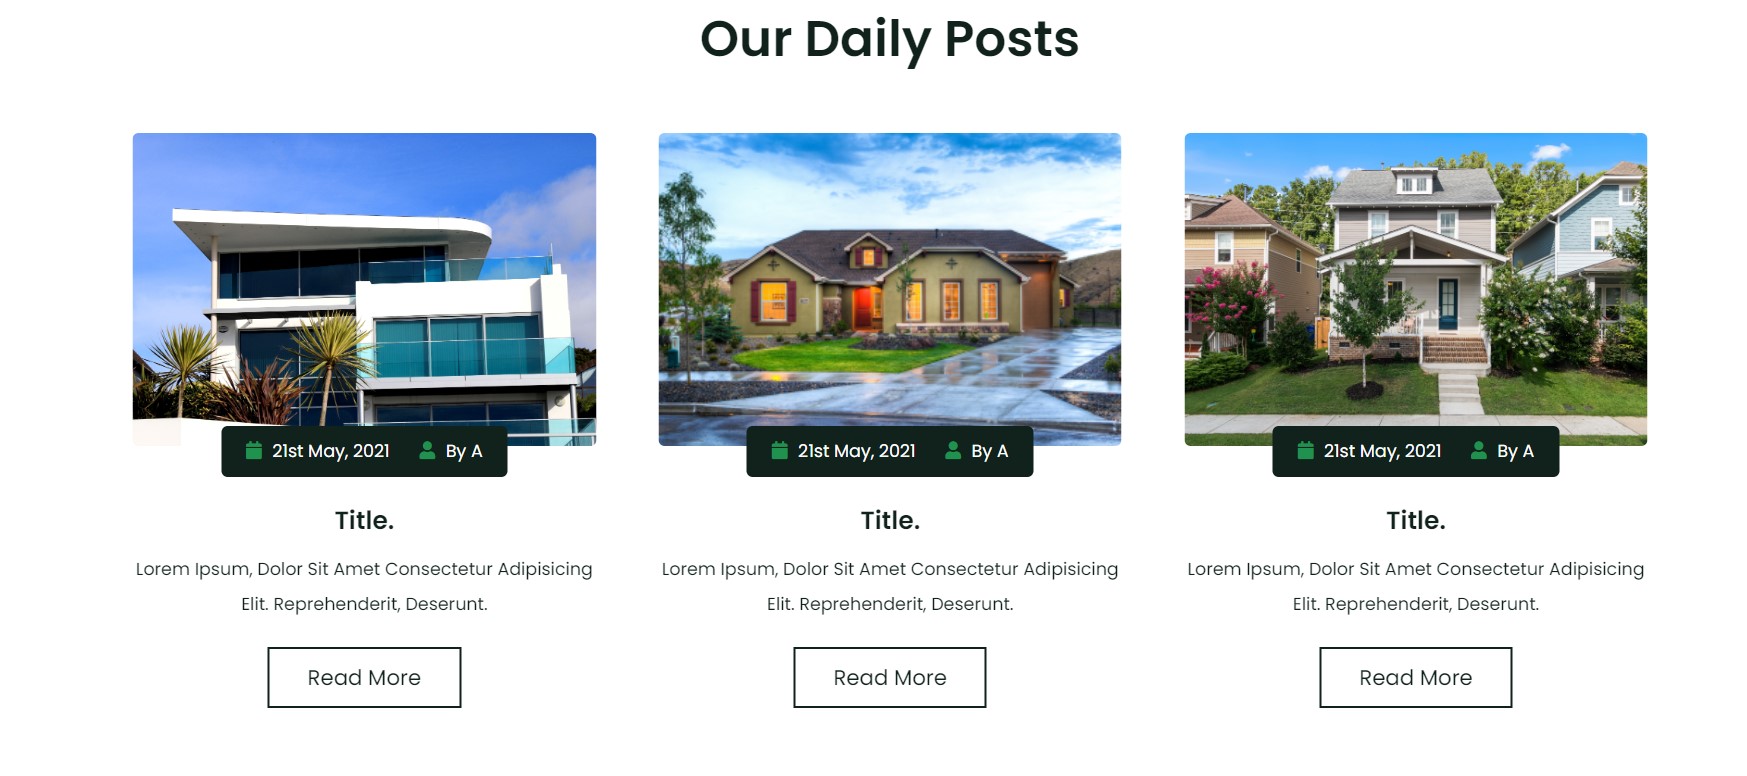 Our Daily Posts
21st May, 2021 By A
21st May, 2021 By A
21st May, 2021 By A
Title.
Lorem Ipsum, Dolor Sit Amet Consectetur Adipisicing
Elit. Reprehenderit, Deserunt.
Read More
Title.
Lorem Ipsum, Dolor Sit Amet Consectetur Adipisicing
Elit. Reprehenderit, Deserunt.
Read More
Title.
Lorem Ipsum, Dolor Sit Amet Consectetur Adipisicing
Elit. Reprehenderit, Deserunt.
Read More